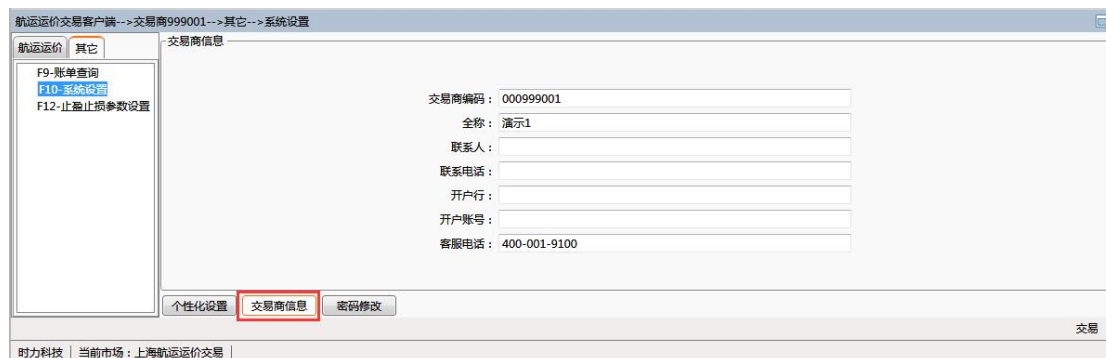 航运运价交易客户端-->交易商999001-->其它-->系统设置
航运运价 其它
F9-账单查询
F10-系统设置
F12-止盈止损参数设置
交易商信息
交易商编码： 000999001
全称： 演示1
联系人：
联系电话：
开户行：
开户账号：
客服电话： 400-001-9100
个性化设置 交易商信息 密码修改
交易
时力科技 当前市场：上海航运运价交易